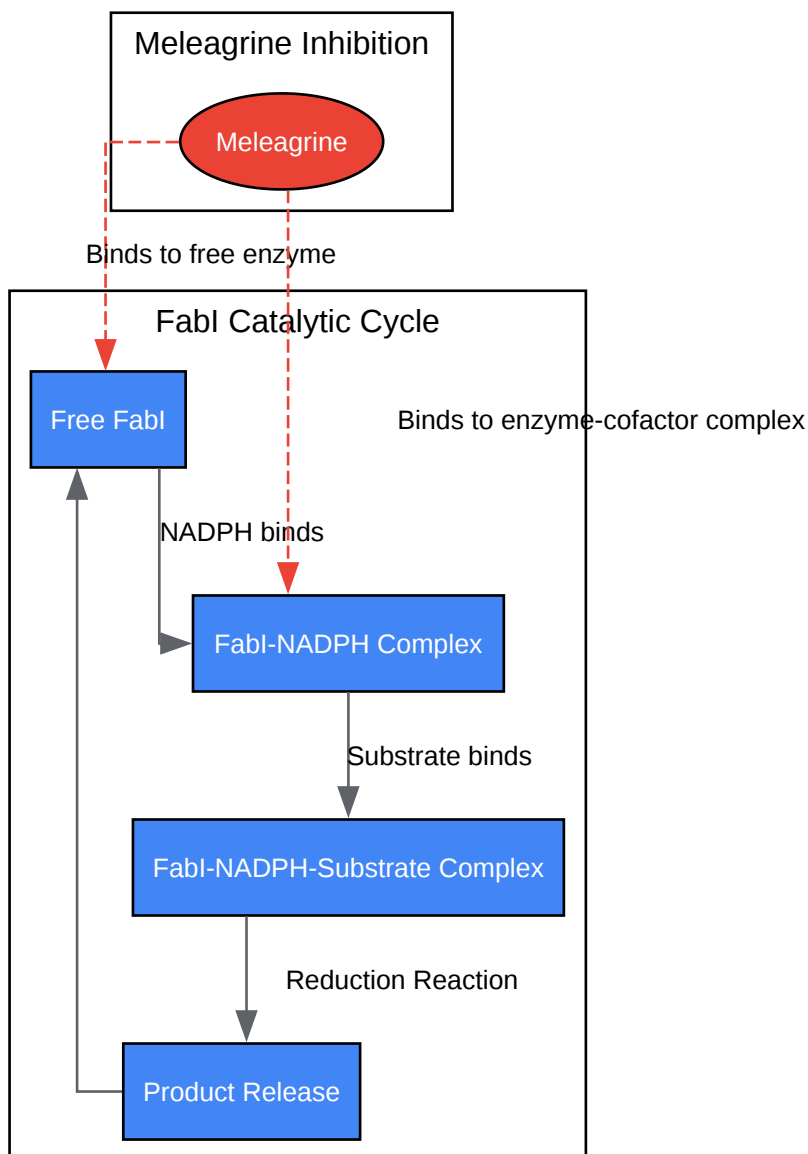 Meleagrine Inhibition
Meleagrine
Binds to free enzyme
FabI Catalytic Cycle
Free FabI
Binds to enzyme-cofactor complex
NADPH binds
FabI-NADPH Complex
Substrate binds
FabI-NADPH-Substrate Complex
Reduction Reaction
Product Release